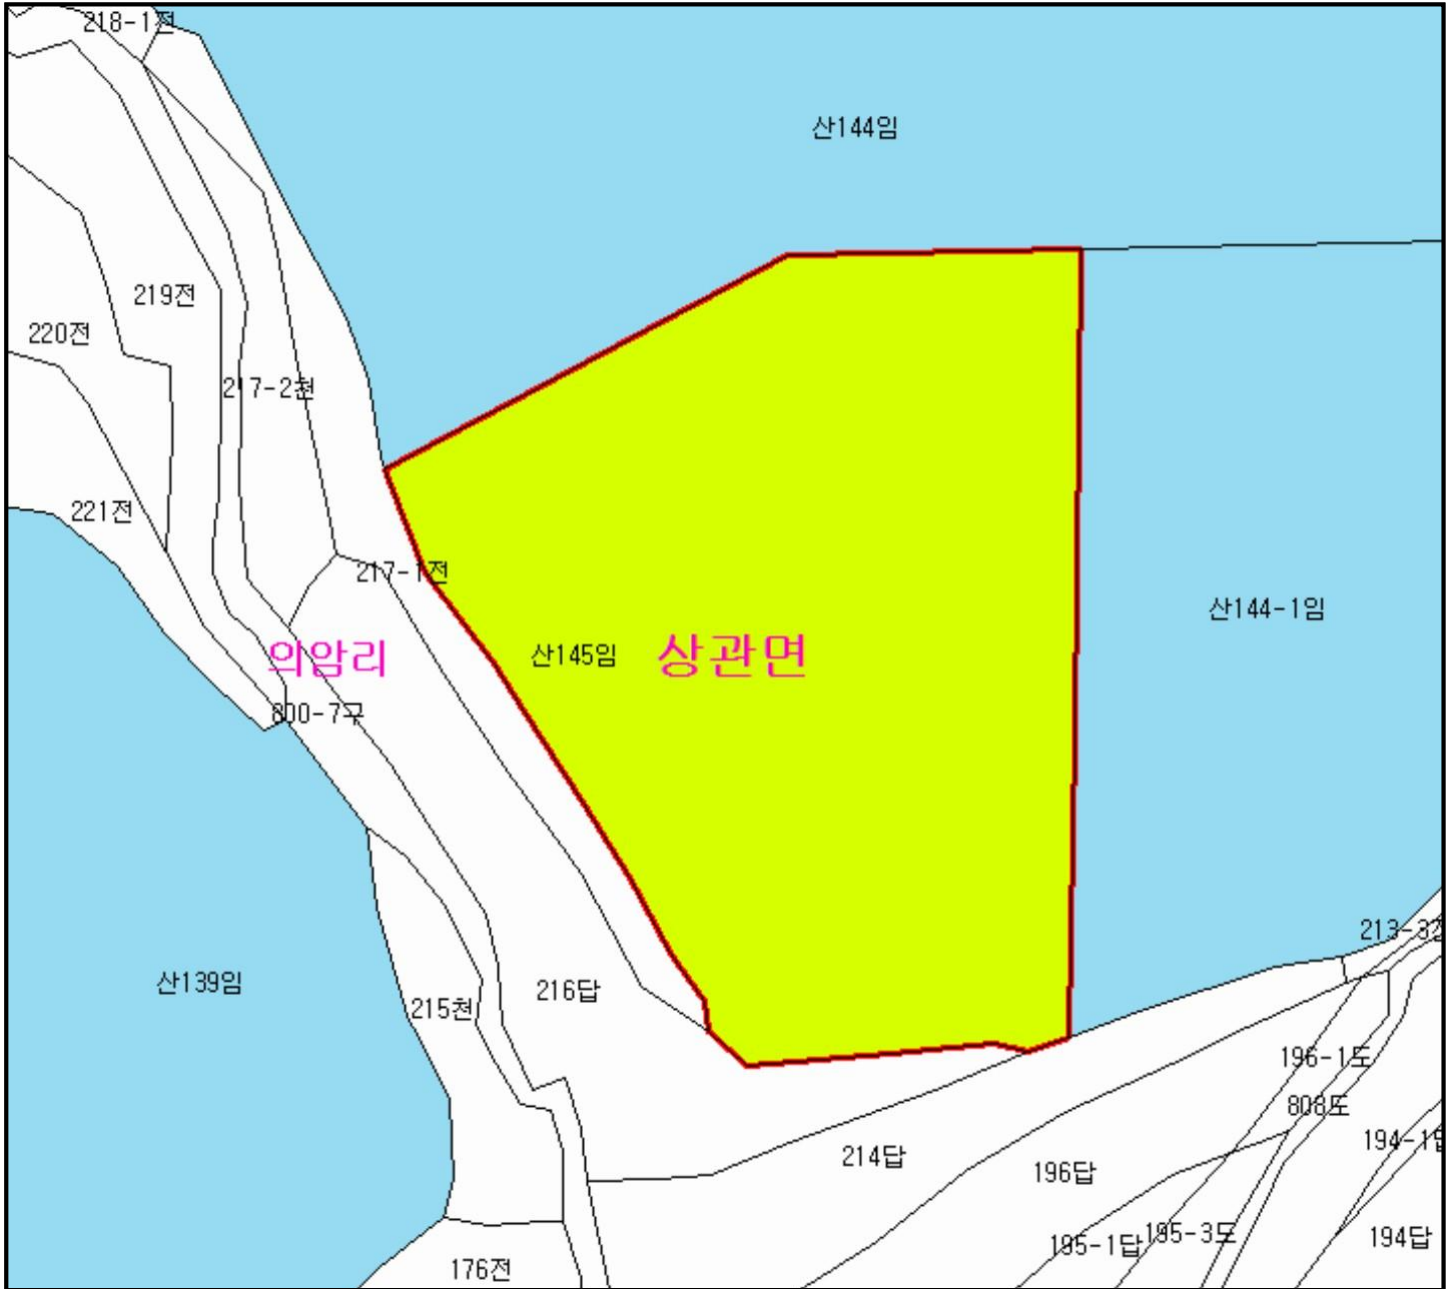 218-1전
산144임
219전
220전
217-2천
221전
217-1전
산144-1임
산145임
상관면
의암리
800-7구
213-3
산139임
216답
215천
196-1도
808도
194-1답
214답
196답
195-3도
194답
195-1답
176전